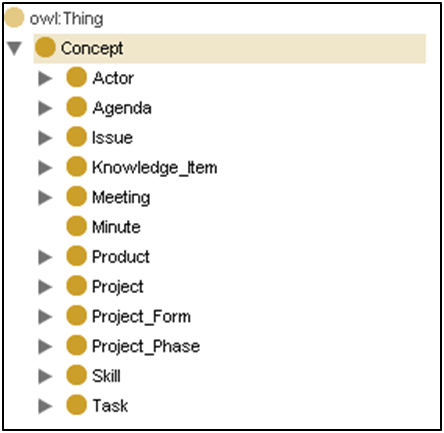 owl:Thing
Concept
Actor
Agenda
Issue
Knowledge_Item
Meeting
Minute
Product
Project
Project_Form
Project_Phase
Skill
Task